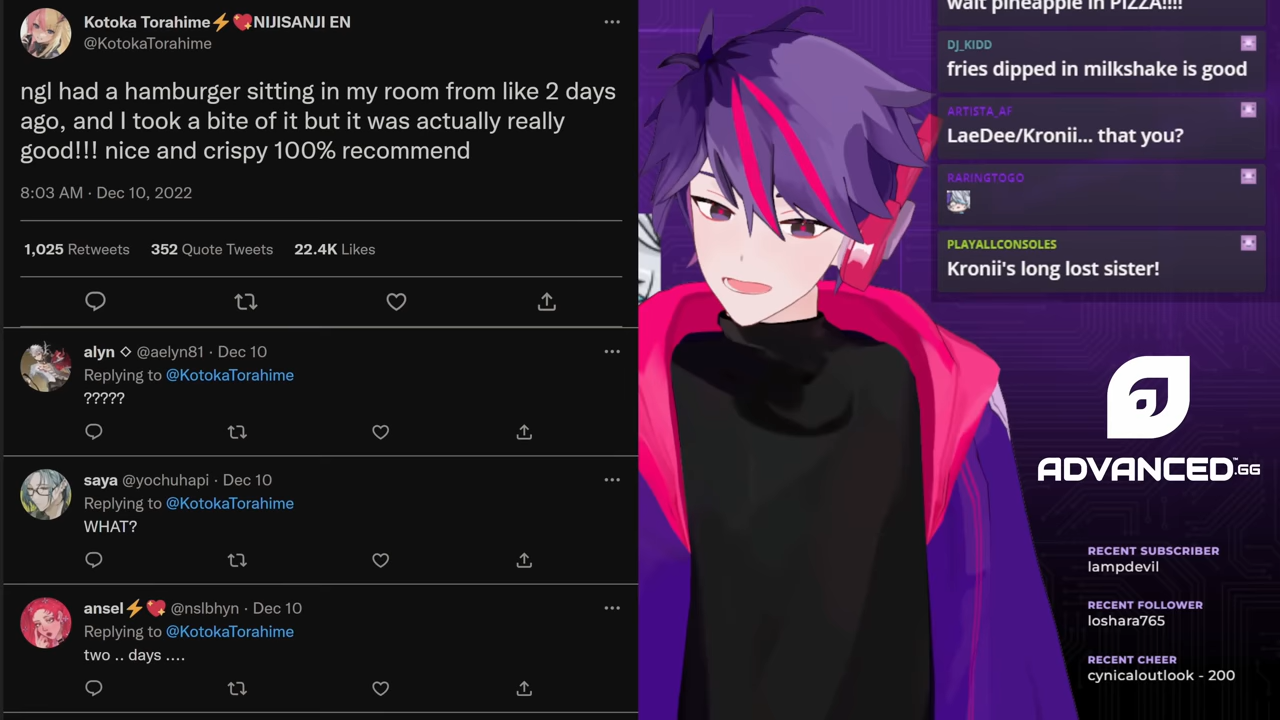 Kotoka Torahime⚡💖NIJISANJI EN
@KotokaTorahime
ngl had a hamburger sitting in my room from like 2 days
ago, and I took a bite of it but it was actually really
good!!! nice and crispy 100% recommend
8:03 AM · Dec 10, 2022
1,025 Retweets 352 Quote Tweets 22.4K Likes
alyn ◇ @aelyn81 · Dec 10
Replying to @KotokaTorahime
?????
saya @yochuhapi · Dec 10
Replying to @KotokaTorahime
WHAT?
ansel⚡💖 @nslbhyn · Dec 10
Replying to @KotokaTorahime
two .. days ....
wait pineapple in PIZZA!!!!
DJ_KIDD
fries dipped in milkshake is good
ARTISTA_AF
LaeDee/Kronii... that you?
RARINGTOGO
PLAYALLCONSOLES
Kronii's long lost sister!
ADVANCED™.GG
RECENT SUBSCRIBER
lampdevil
RECENT FOLLOWER
loshara765
RECENT CHEER
cynicaloutlook - 200